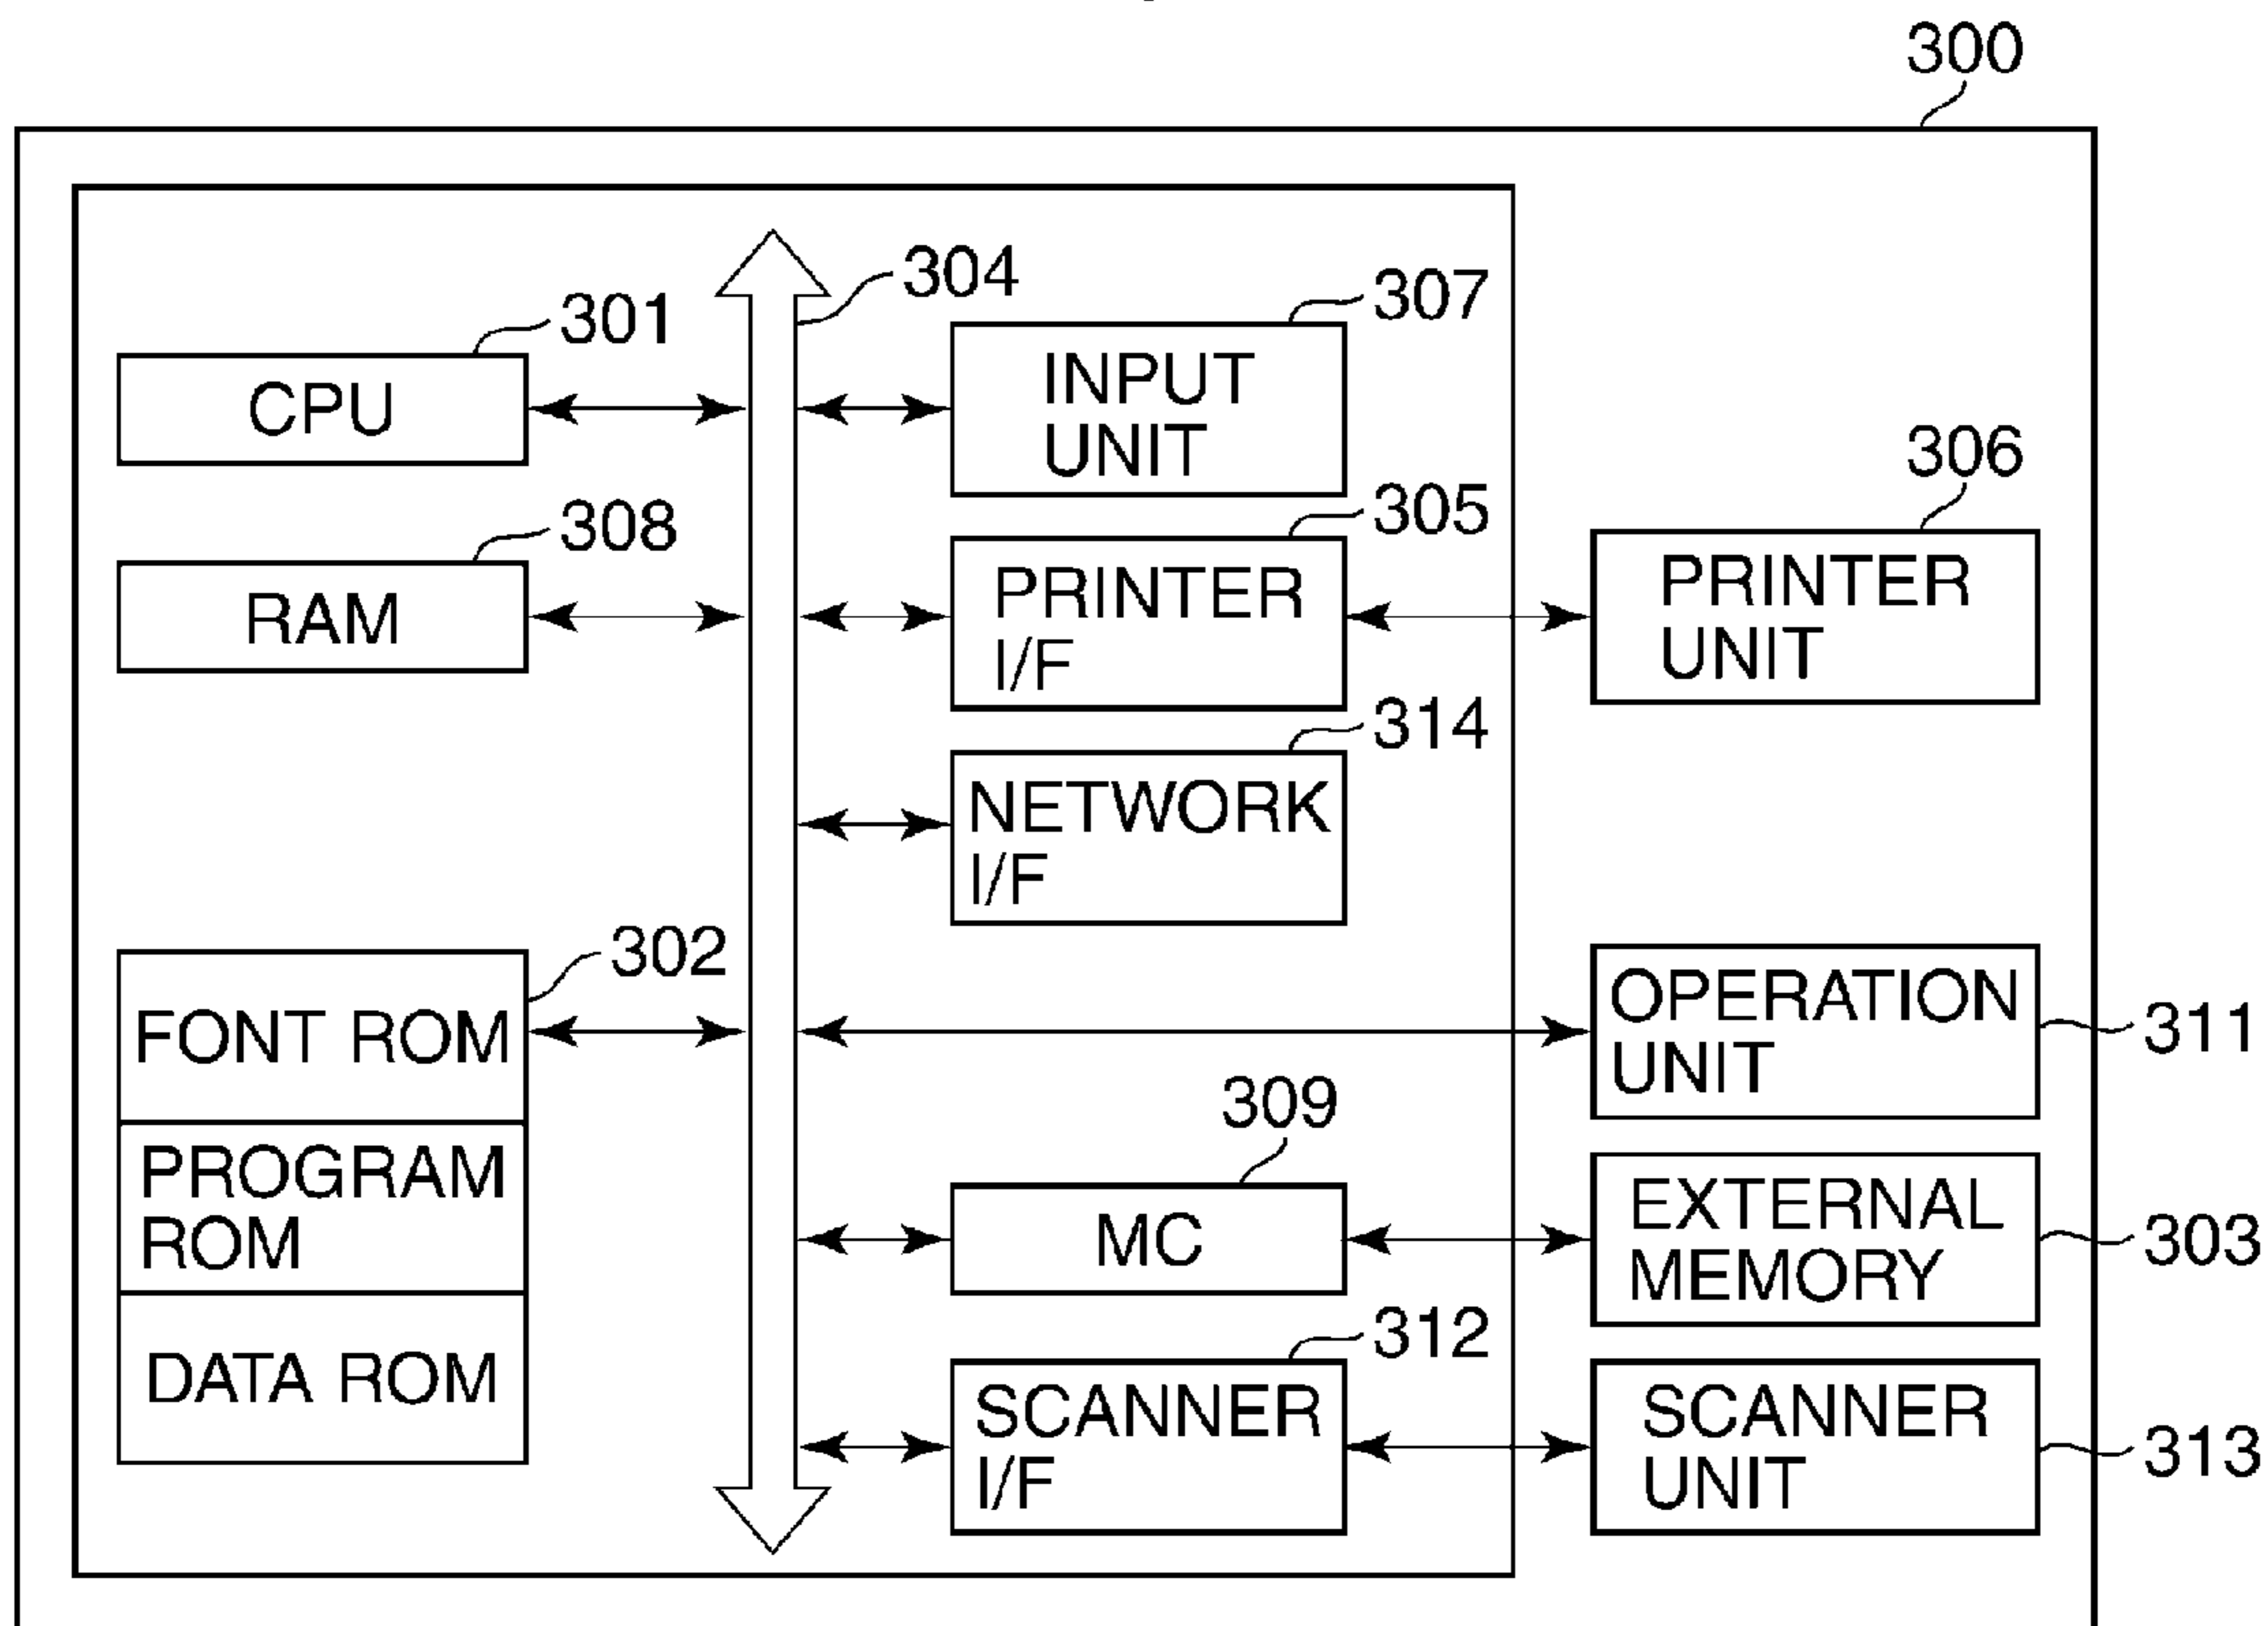 300
304
307
301
CPU
INPUT
UNIT
306
308
305
RAM
PRINTER
I/F
PRINTER
UNIT
314
NETWORK
I/F
302
FONT ROM
OPERATION
UNIT
311
309
PROGRAM
ROM
MC
EXTERNAL
MEMORY
303
312
DATA ROM
SCANNER
I/F
SCANNER
UNIT
313